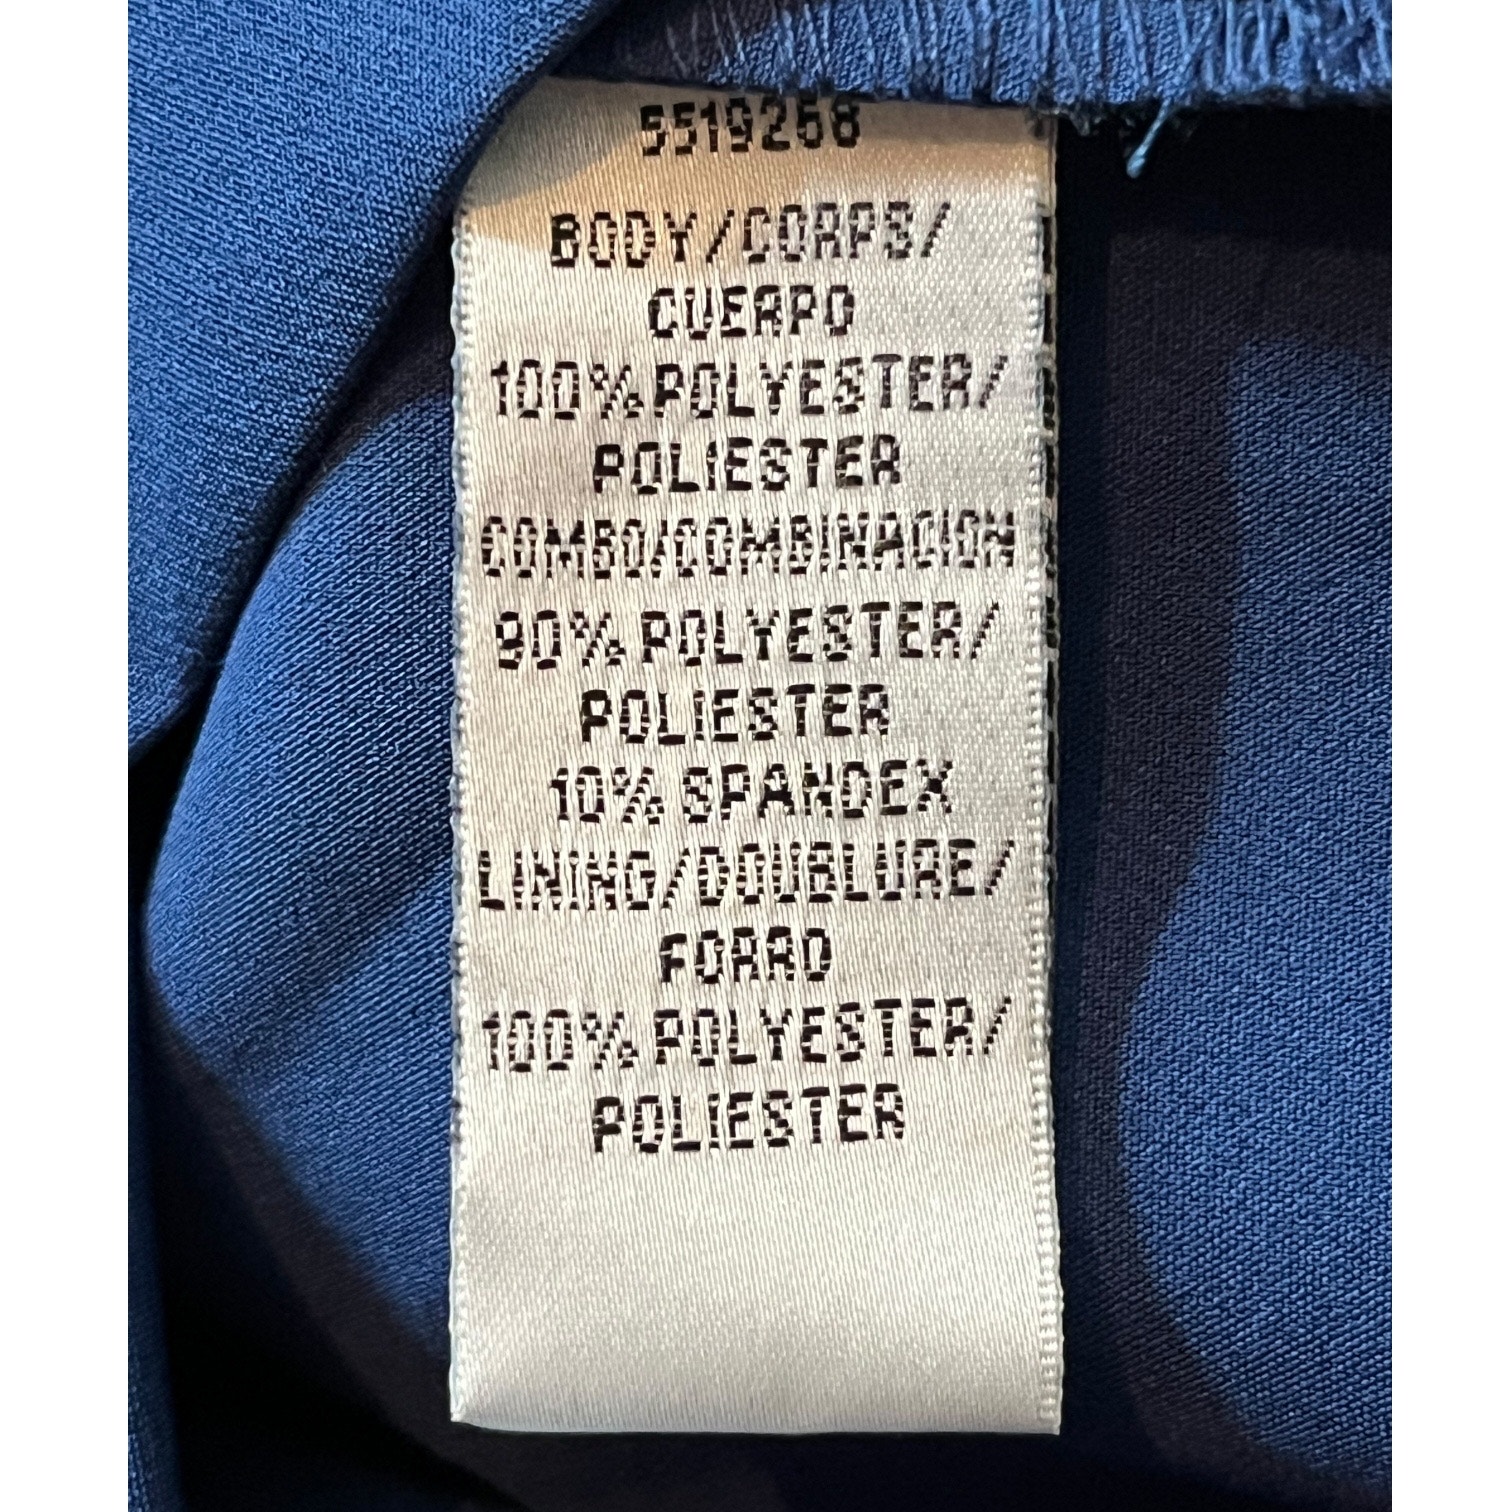 5519268
BODY/CORPS/
CUERPO
100% POLYESTER/
POLIESTER
COMBO/COMBINACION
90% POLYESTER/
POLIESTER
10% SPANDEX
LINING/DOUBLURE/
FORRO
100% POLYESTER/
POLIESTER